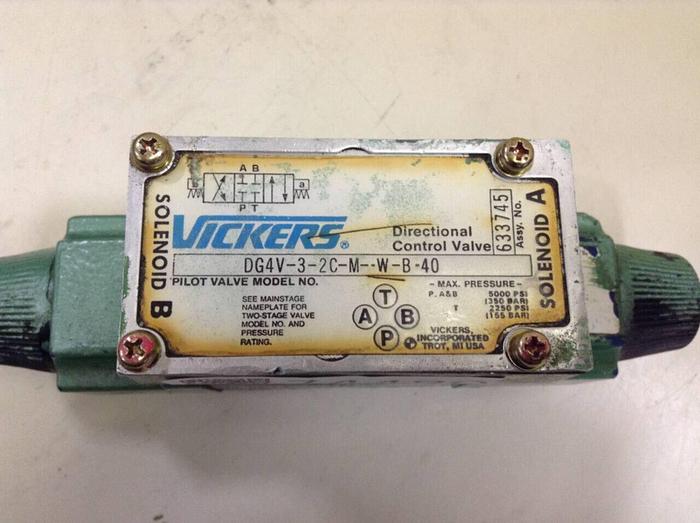 A B
b a
P T
SOLENOID B
VICKERS®
Directional
Control Valve
633745
Assy. No.
SOLENOID A
DG4V-3-2C-M--W-B-40
PILOT VALVE MODEL NO.
SEE MAINSTAGE
NAMEPLATE FOR
TWO-STAGE VALVE
MODEL NO. AND
PRESSURE
RATING.
T
A B
P
- MAX. PRESSURE -
P. A&B 5000 PSI
(350 BAR)
T 2250 PSI
(155 BAR)
VICKERS,
INCORPORATED
TROY, MI USA